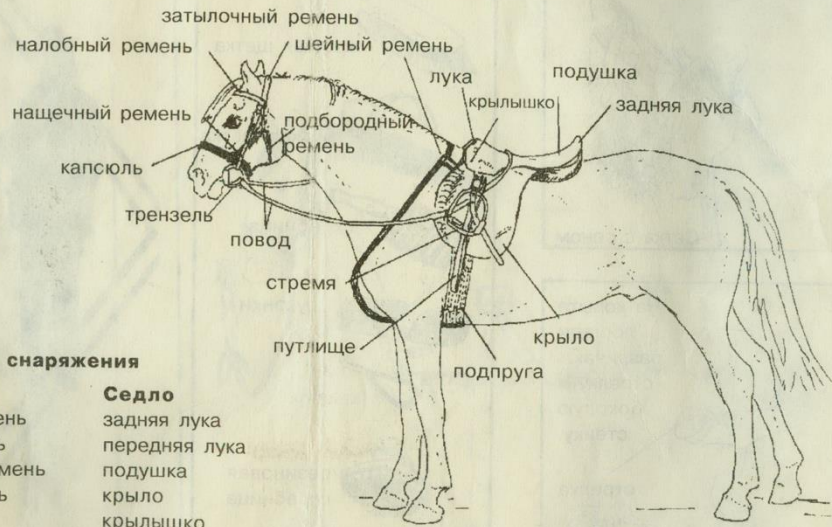 затылочный ремень
налобный ремень
шейный ремень
лука
подушка
крылышко
задняя лука
нащечный ремень
подбородный
ремень
капсюль
трензель
повод
стремя
путлище
крыло
подпруга
снаряжения
Седло
задняя лука
передняя лука
подушка
крыло
крылышко